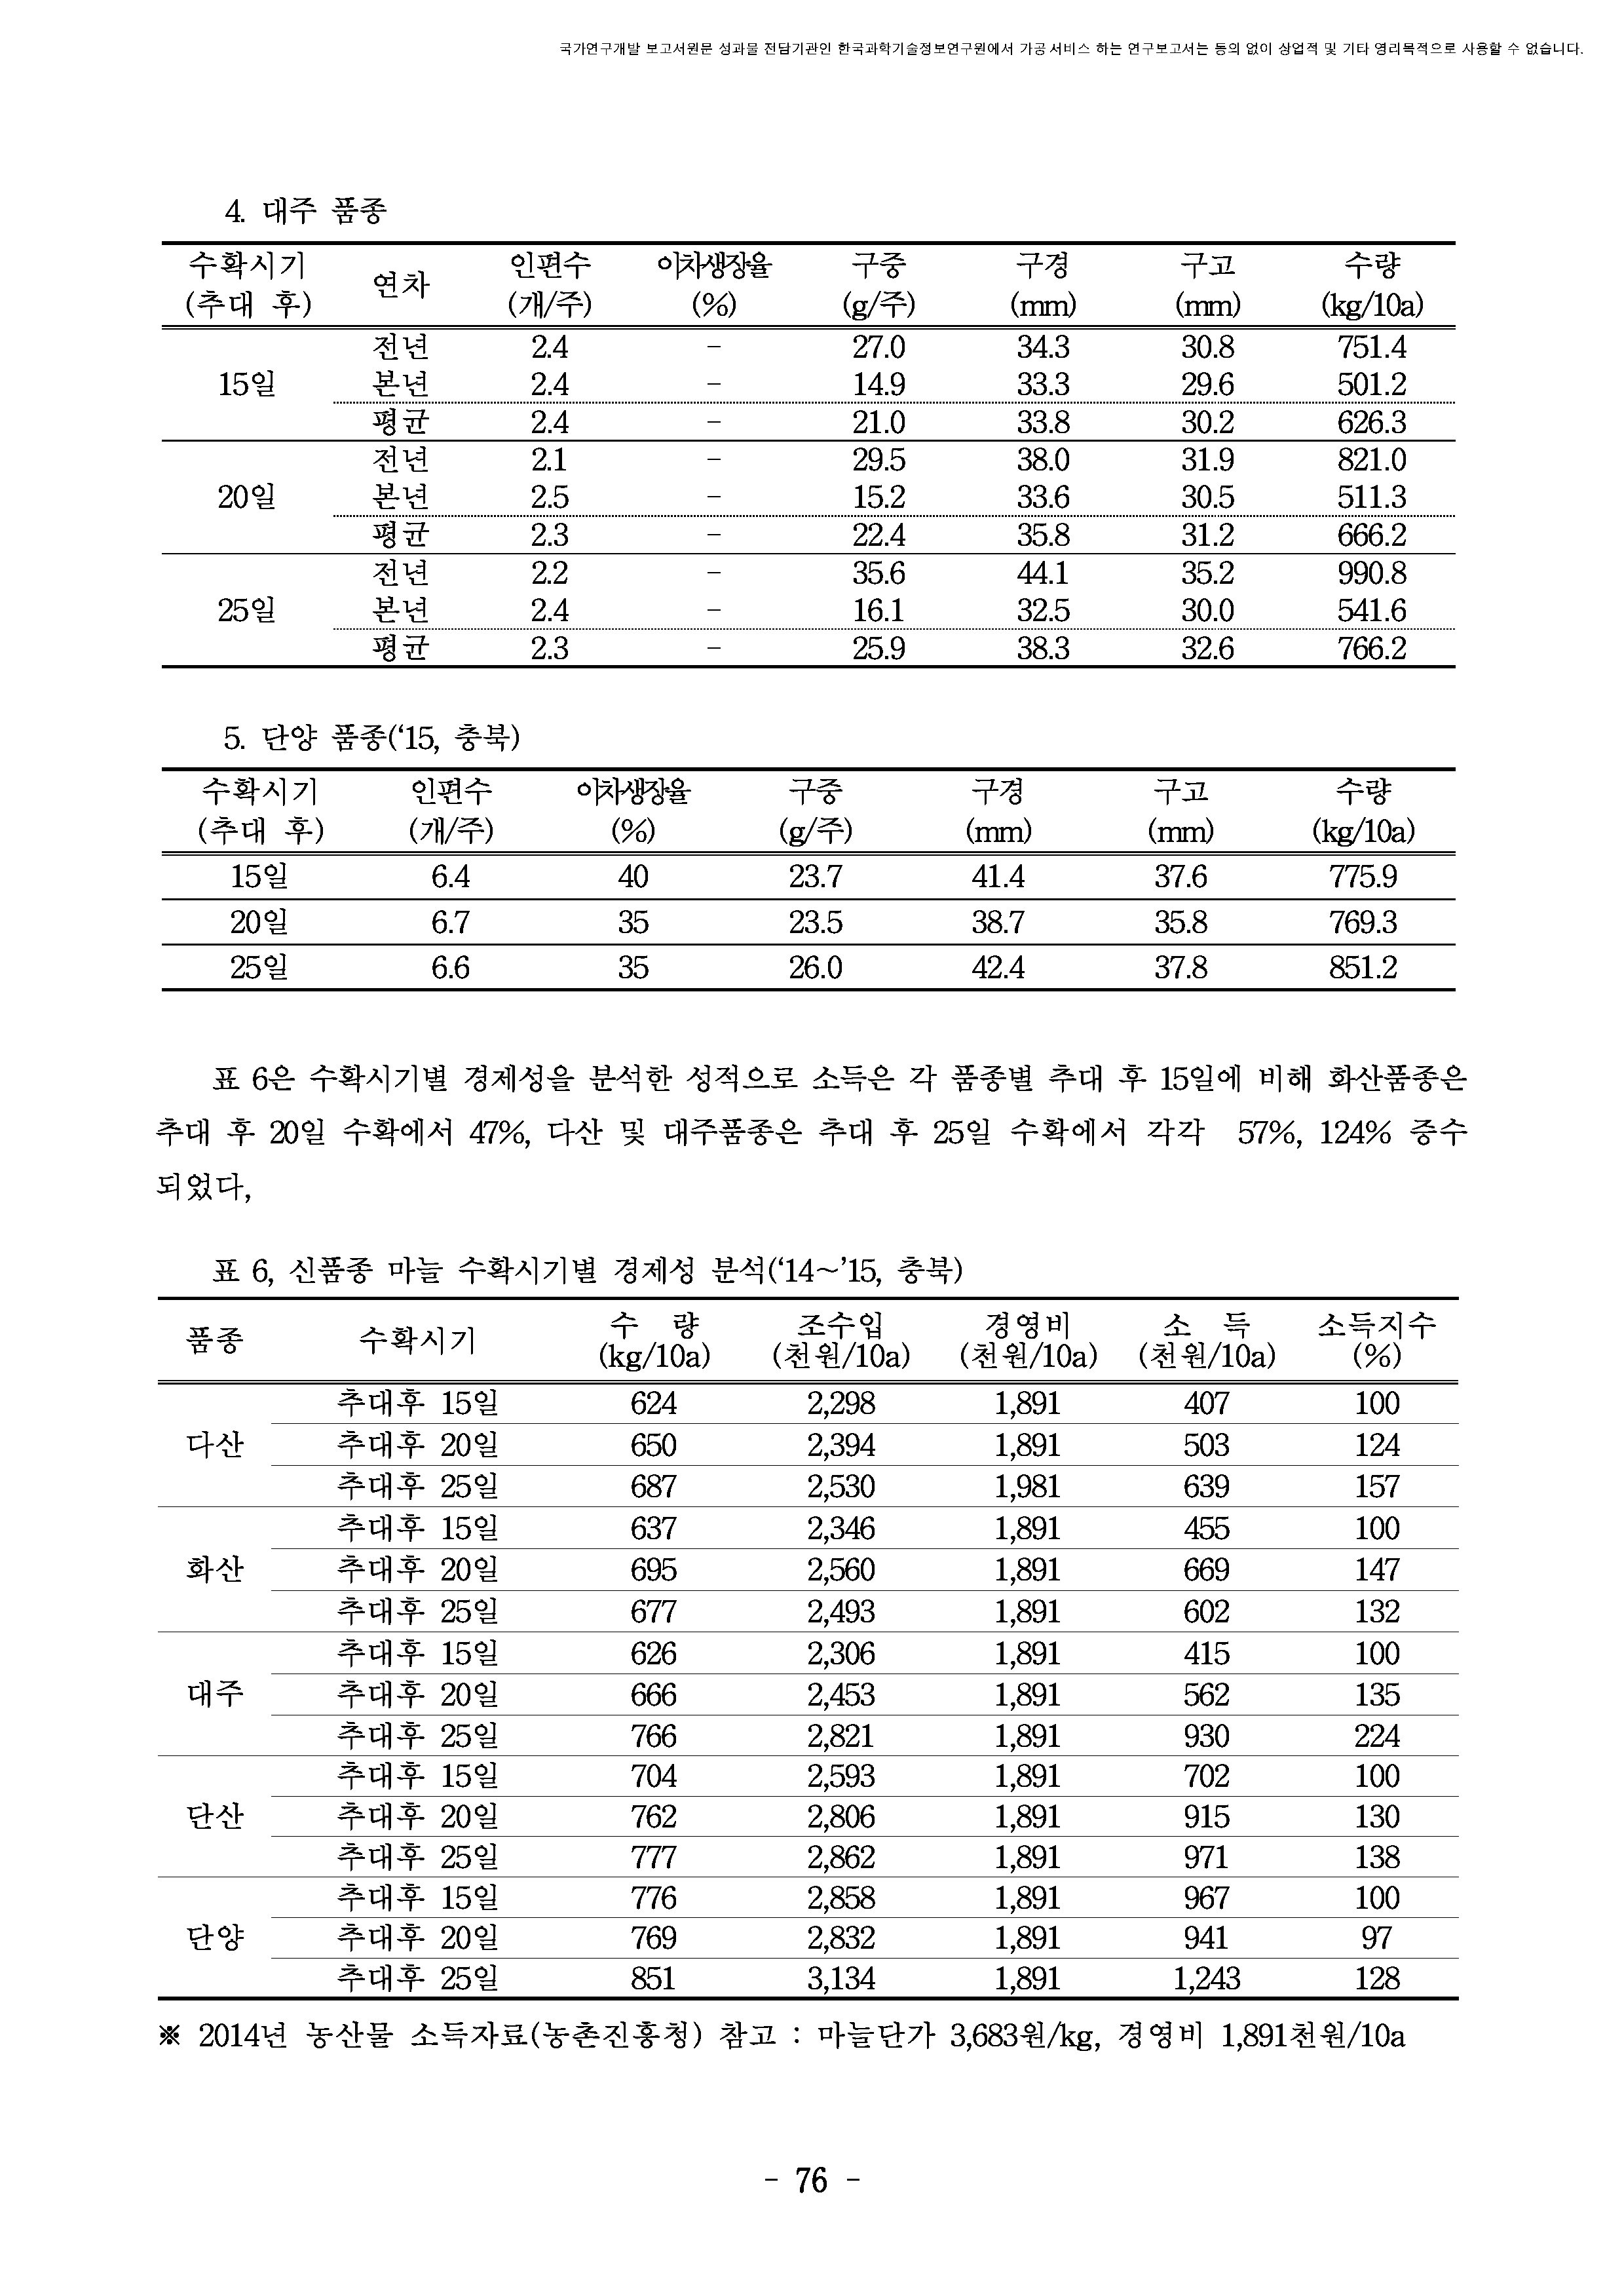 국가연구개발 보고서원문 성과물 전담기관인 한국과학기술정보연구원에서 가공·서비스 하는 연구보고서는 동의 없이 상업적 및 기타 영리목적으로 사용할 수 없습니다.
4. 대주 품종
수확시기 (추대 후) 연차 인편수 (개/주) 이차생장율 (%) 구중 (g/주) 구경 (mm) 구고 (mm) 수량 (kg/10a)
전년 2.4 - 27.0 34.3 30.8 751.4
15일 본년 2.4 - 14.9 33.3 29.6 501.2
평균 2.4 - 21.0 33.8 30.2 626.3
전년 2.1 - 29.5 38.0 31.9 821.0
20일 본년 2.5 - 15.2 33.6 30.5 511.3
평균 2.3 - 22.4 35.8 31.2 666.2
전년 2.2 - 35.6 44.1 35.2 990.8
25일 본년 2.4 - 16.1 32.5 30.0 541.6
평균 2.3 - 25.9 38.3 32.6 766.2
5. 단양 품종(‘15, 충북)
수확시기 (추대 후) 인편수 (개/주) 이차생장율 (%) 구중 (g/주) 구경 (mm) 구고 (mm) 수량 (kg/10a)
15일 6.4 40 23.7 41.4 37.6 775.9
20일 6.7 35 23.5 38.7 35.8 769.3
25일 6.6 35 26.0 42.4 37.8 851.2
표 6은 수확시기별 경제성을 분석한 성적으로 소득은 각 품종별 추대 후 15일에 비해 화산품종은
추대 후 20일 수확에서 47%, 다산 및 대주품종은 추대 후 25일 수확에서 각각 57%, 124% 증수
되었다,
표 6, 신품종 마늘 수확시기별 경제성 분석(‘14~’15, 충북)
품종 수확시기 수 량 (kg/10a) 조수입 (천원/10a) 경영비 (천원/10a) 소 득 (천원/10a) 소득지수 (%)
추대후 15일 624 2,298 1,891 407 100
다산 추대후 20일 650 2,394 1,891 503 124
추대후 25일 687 2,530 1,981 639 157
추대후 15일 637 2,346 1,891 455 100
화산 추대후 20일 695 2,560 1,891 669 147
추대후 25일 677 2,493 1,891 602 132
추대후 15일 626 2,306 1,891 415 100
대주 추대후 20일 666 2,453 1,891 562 135
추대후 25일 766 2,821 1,891 930 224
추대후 15일 704 2,593 1,891 702 100
단산 추대후 20일 762 2,806 1,891 915 130
추대후 25일 777 2,862 1,891 971 138
추대후 15일 776 2,858 1,891 967 100
단양 추대후 20일 769 2,832 1,891 941 97
추대후 25일 851 3,134 1,891 1,243 128
※ 2014년 농산물 소득자료(농촌진흥청) 참고 : 마늘단가 3,683원/kg, 경영비 1,891천원/10a
- 76 -